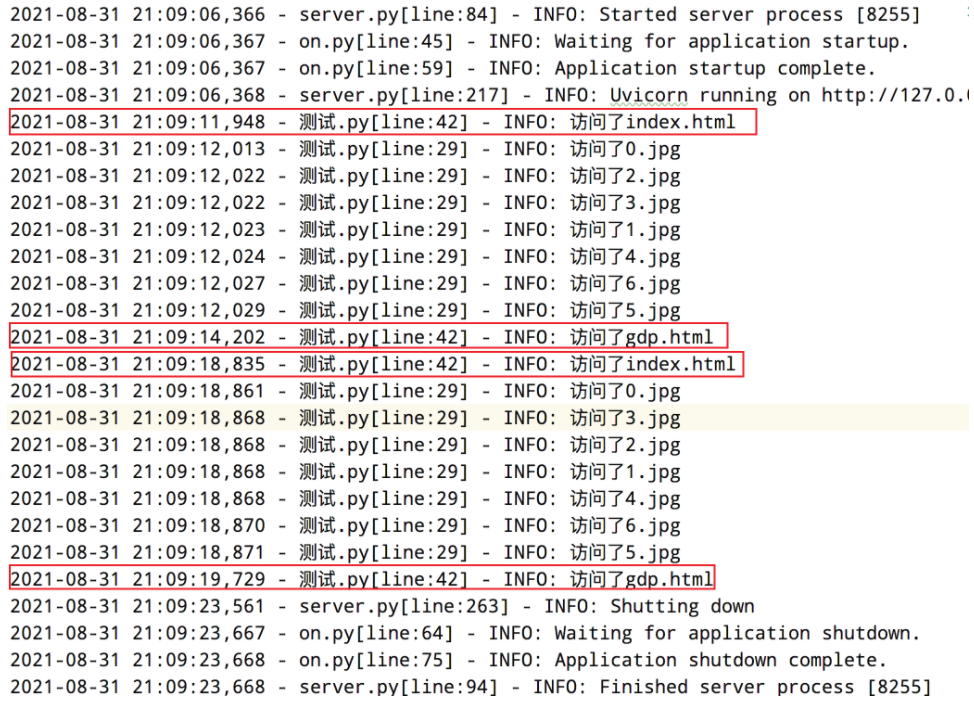 2021-08-31 21:09:06,366 - server.py[line:84] - INFO: Started server process [8255]
2021-08-31 21:09:06,367 - on.py[line:45] - INFO: Waiting for application startup.
2021-08-31 21:09:06,367 - on.py[line:59] - INFO: Application startup complete.
2021-08-31 21:09:06,368 - server.py[line:217] - INFO: Uvicorn running on http://127.0.0
2021-08-31 21:09:11,948 - 测试.py[line:42] - INFO: 访问了index.html
2021-08-31 21:09:12,013 - 测试.py[line:29] - INFO: 访问了0.jpg
2021-08-31 21:09:12,022 - 测试.py[line:29] - INFO: 访问了2.jpg
2021-08-31 21:09:12,022 - 测试.py[line:29] - INFO: 访问了3.jpg
2021-08-31 21:09:12,023 - 测试.py[line:29] - INFO: 访问了1.jpg
2021-08-31 21:09:12,024 - 测试.py[line:29] - INFO: 访问了4.jpg
2021-08-31 21:09:12,027 - 测试.py[line:29] - INFO: 访问了6.jpg
2021-08-31 21:09:12,029 - 测试.py[line:29] - INFO: 访问了5.jpg
2021-08-31 21:09:14,202 - 测试.py[line:42] - INFO: 访问了gdp.html
2021-08-31 21:09:18,835 - 测试.py[line:42] - INFO: 访问了index.html
2021-08-31 21:09:18,861 - 测试.py[line:29] - INFO: 访问了0.jpg
2021-08-31 21:09:18,868 - 测试.py[line:29] - INFO: 访问了3.jpg
2021-08-31 21:09:18,868 - 测试.py[line:29] - INFO: 访问了2.jpg
2021-08-31 21:09:18,868 - 测试.py[line:29] - INFO: 访问了1.jpg
2021-08-31 21:09:18,868 - 测试.py[line:29] - INFO: 访问了4.jpg
2021-08-31 21:09:18,870 - 测试.py[line:29] - INFO: 访问了6.jpg
2021-08-31 21:09:18,871 - 测试.py[line:29] - INFO: 访问了5.jpg
2021-08-31 21:09:19,729 - 测试.py[line:42] - INFO: 访问了gdp.html
2021-08-31 21:09:23,561 - server.py[line:263] - INFO: Shutting down
2021-08-31 21:09:23,667 - on.py[line:64] - INFO: Waiting for application shutdown.
2021-08-31 21:09:23,668 - on.py[line:75] - INFO: Application shutdown complete.
2021-08-31 21:09:23,668 - server.py[line:94] - INFO: Finished server process [8255]